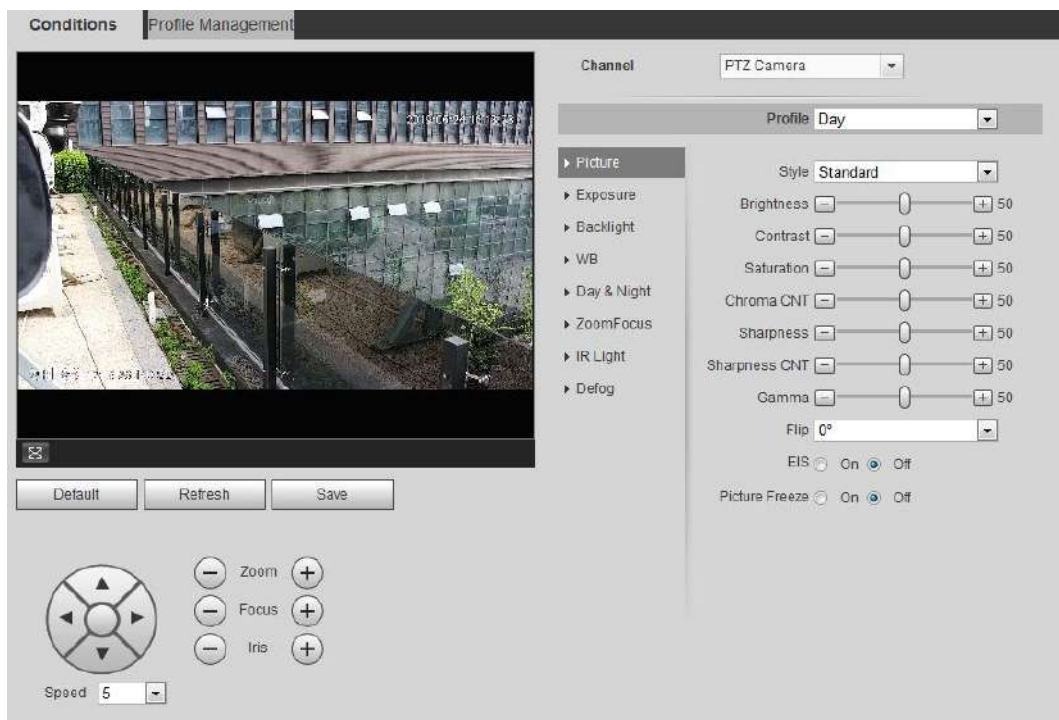 Conditions
Profile Management
Channel
PTZ Camera
Profile
Day
Picture
Exposure
Backlight
WB
Day & Night
ZoomFocus
IR Light
Defog
Style
Standard
Brightness
50
Contrast
50
Saturation
50
Chroma CNT
50
Sharpness
50
Sharpness CNT
50
Gamma
50
Flip
0°
EIS
On
Off
Picture Freeze
On
Off
Default
Refresh
Save
Zoom
Focus
Iris
Speed
5